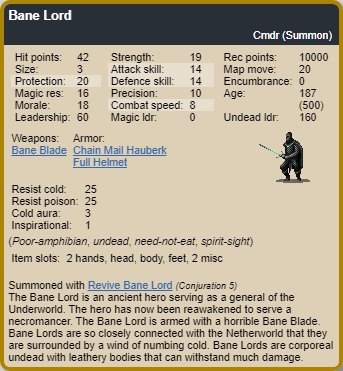 Bane Lord
Cmdr (Summon)
Hit points: 42 Strength: 19 Rec points: 10000
Size: 3 Attack skill: 14 Map move: 20
Protection: 20 Defence skill: 14 Encumbrance: 0
Magic res: 16 Precision: 10 Age: 187
Morale: 18 Combat speed: 8 (500)
Leadership: 60 Magic ldr: 0 Undead ldr: 160
Weapons: Armor:
Bane Blade Chain Mail Hauberk
Full Helmet
Resist cold: 25
Resist poison: 25
Cold aura: 3
Inspirational: 1
(Poor-amphibian, undead, need-not-eat, spirit-sight)
Item slots: 2 hands, head, body, feet, 2 misc
Summoned with Revive Bane Lord (Conjuration 5)
The Bane Lord is an ancient hero serving as a general of the
Underworld. The hero has now been reawakened to serve a
necromancer. The Bane Lord is armed with a horrible Bane Blade.
Bane Lords are so closely connected with the Netherworld that they
are surrounded by a wind of numbing cold. Bane Lords are corporeal
undead with leathery bodies that can withstand much damage.